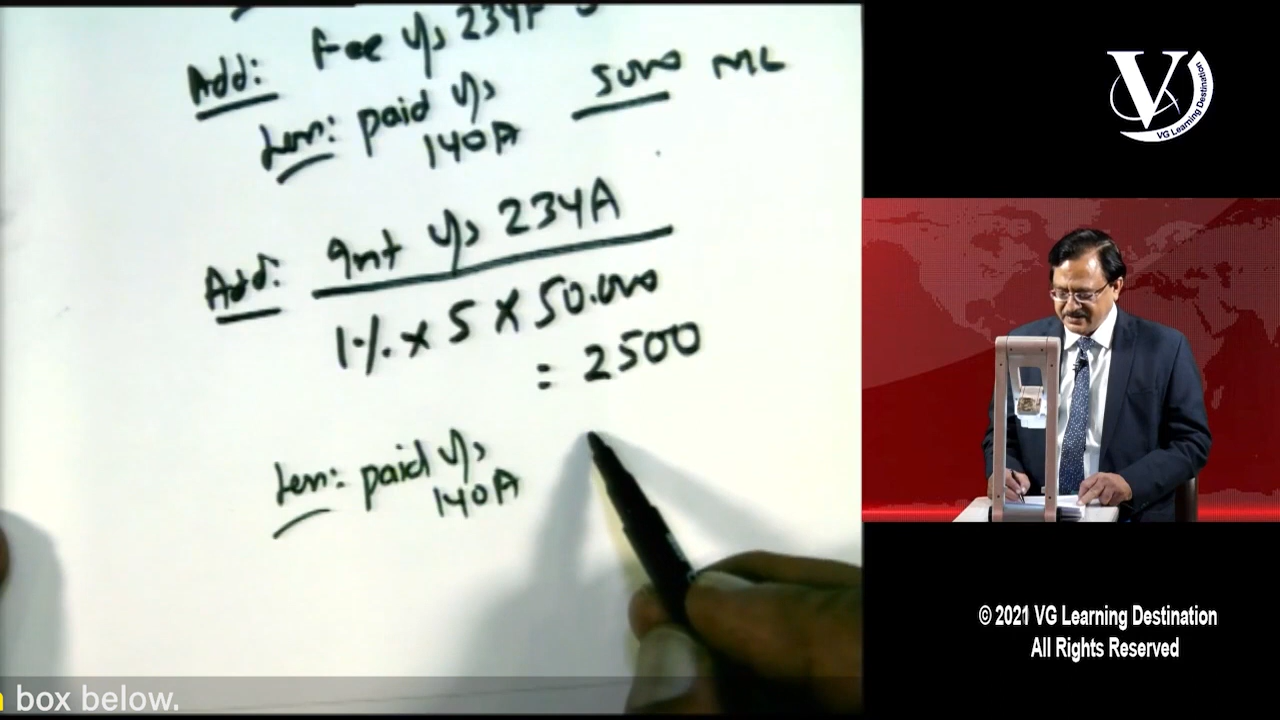 Add: Fee u/s 234F
Less: paid u/s 140A
5000 
Add: Int u/s 234A
1% × 5 × 50,000
= 2500
Less: paid u/s
140A
V
VG Learning Destination
© 2021 VG Learning Destination
All Rights Reserved
box below.